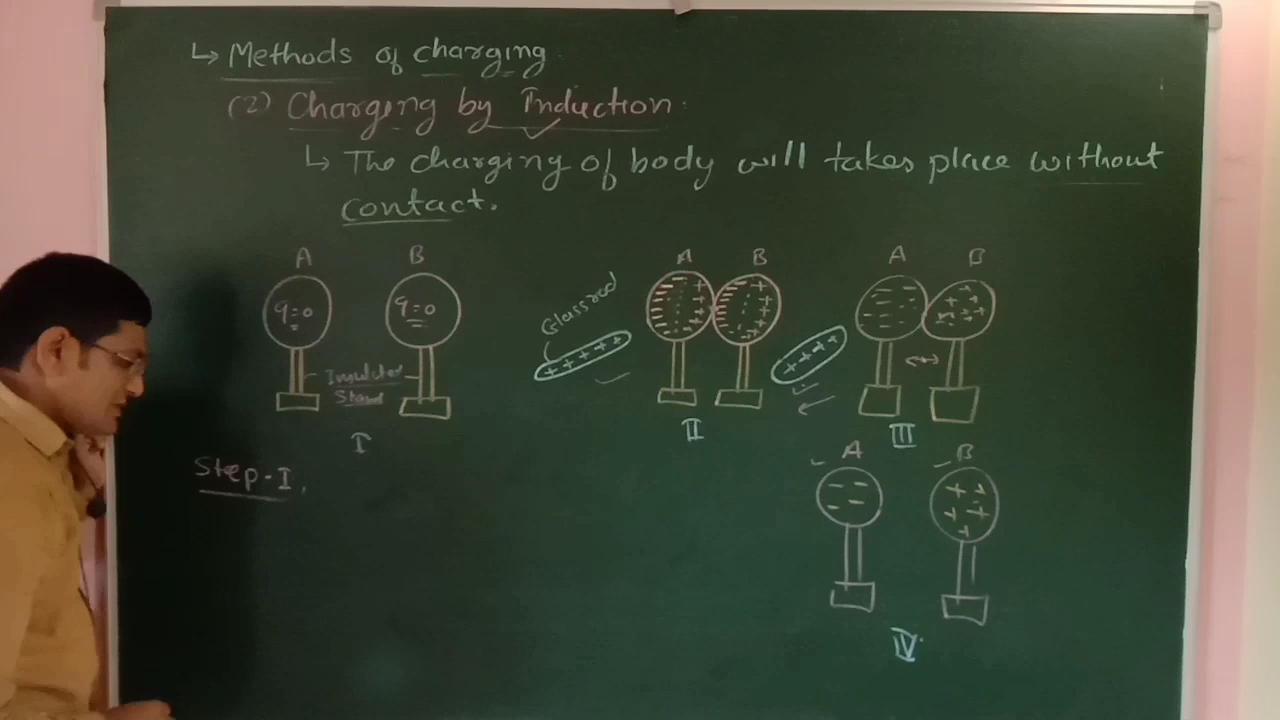 ↳ Methods of charging
(2) Charging by Induction:
↳ The charging of body will takes place without
contact.
A B
q=0 q=0
Insulator
Stand
I
Glass rod
+ + + + +
A B
II
+ + + +
A B
III
A B
IV.
Step-I,